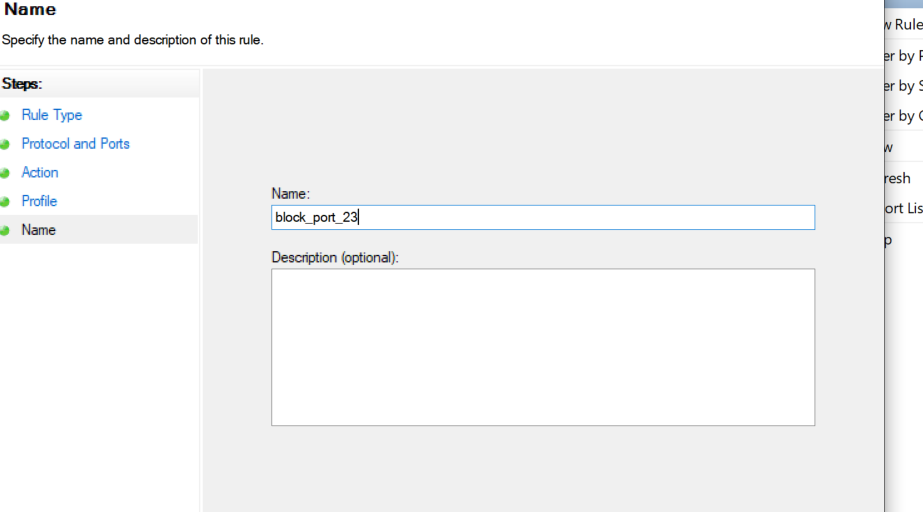 Name
Specify the name and description of this rule.
Steps:
Rule Type
Protocol and Ports
Action
Profile
Name
Name:
block_port_23
Description (optional):
w Rule
er by
er by
er by
w
resh
ort Lis
p